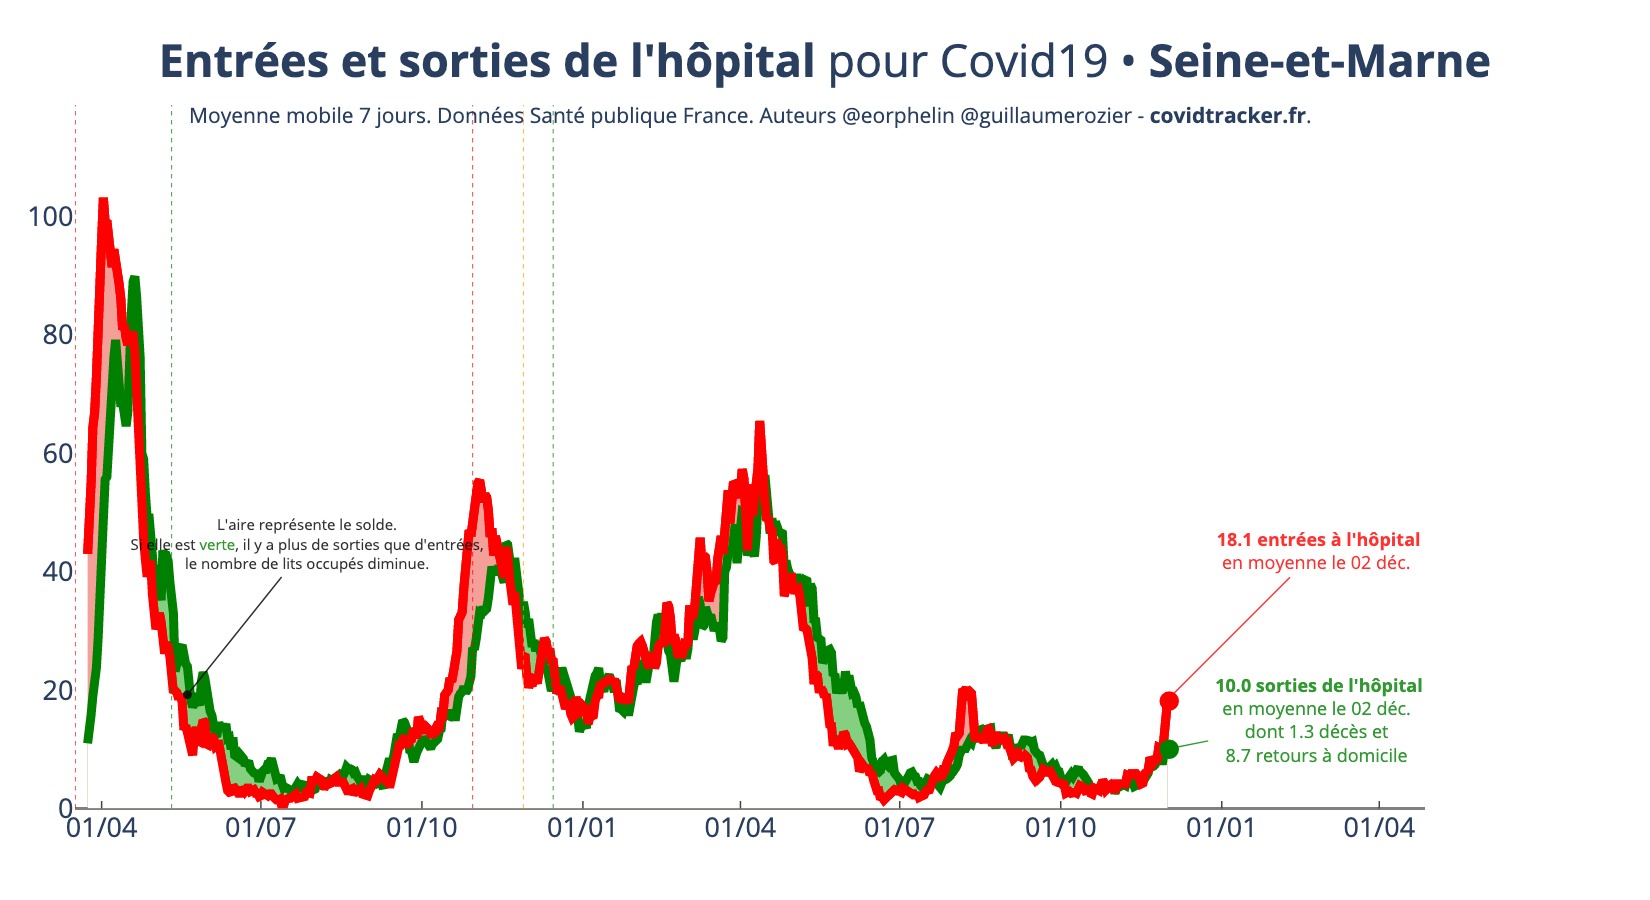 Entrées et sorties de l'hôpital pour Covid19 • Seine-et-Marne
Moyenne mobile 7 jours. Données Santé publique France. Auteurs @eorphelin @guillaumerozier - covidtracker.fr.
100
80
60
40
20
0
L'aire représente le solde.
Si elle est verte, il y a plus de sorties que d'entrées,
le nombre de lits occupés diminue.
18.1 entrées à l'hôpital
en moyenne le 02 déc.
10.0 sorties de l'hôpital
en moyenne le 02 déc.
dont 1.3 décès et
8.7 retours à domicile
01/04 01/07 01/10 01/01 01/04 01/07 01/10 01/01 01/04